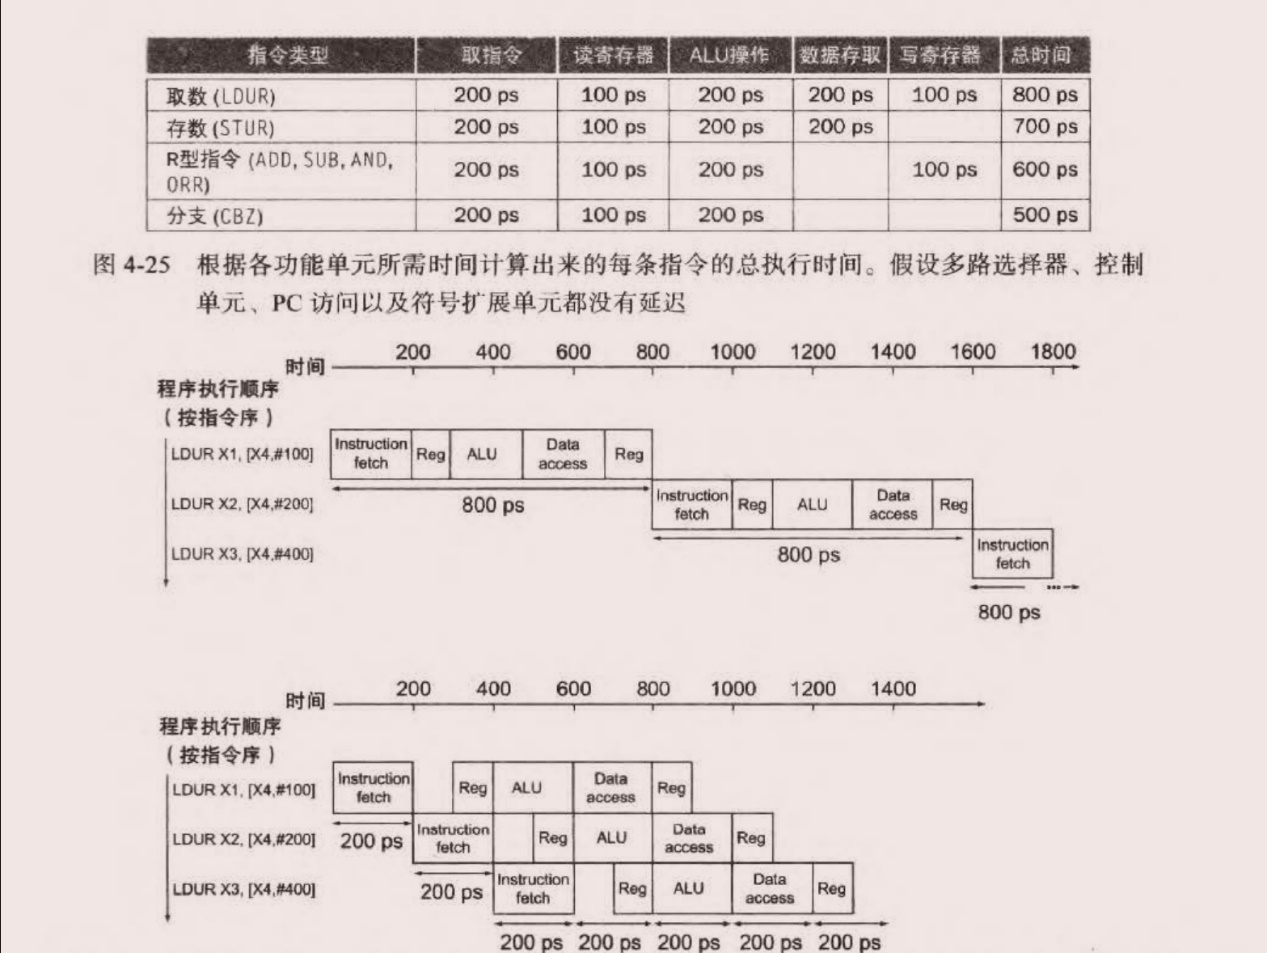 指令类型 取指令 读寄存器 ALU操作 数据存取 写寄存器 总时间
取数 (LDUR) 200 ps 100 ps 200 ps 200 ps 100 ps 800 ps
存数 (STUR) 200 ps 100 ps 200 ps 200 ps 700 ps
R型指令 (ADD, SUB, AND,
ORR) 200 ps 100 ps 200 ps 100 ps 600 ps
分支 (CBZ) 200 ps 100 ps 200 ps 500 ps
图 4-25 根据各功能单元所需时间计算出来的每条指令的总执行时间。假设多路选择器、控制
单元、PC 访问以及符号扩展单元都没有延迟
200 400 600 800 1000 1200 1400 1600 1800
时间
程序执行顺序
(按指令序)
LDUR X1, [X4,#100] Instruction fetch Reg ALU Data access Reg
800 ps
LDUR X2, [X4,#200] Instruction fetch Reg ALU Data access Reg
800 ps
LDUR X3, [X4,#400] Instruction fetch
...
800 ps
200 400 600 800 1000 1200 1400
时间
程序执行顺序
(按指令序)
LDUR X1, [X4,#100] Instruction fetch Reg ALU Data access Reg
200 ps
LDUR X2, [X4,#200] Instruction fetch Reg ALU Data access Reg
200 ps
LDUR X3, [X4,#400] Instruction fetch Reg ALU Data access Reg
200 ps 200 ps 200 ps 200 ps 200 ps